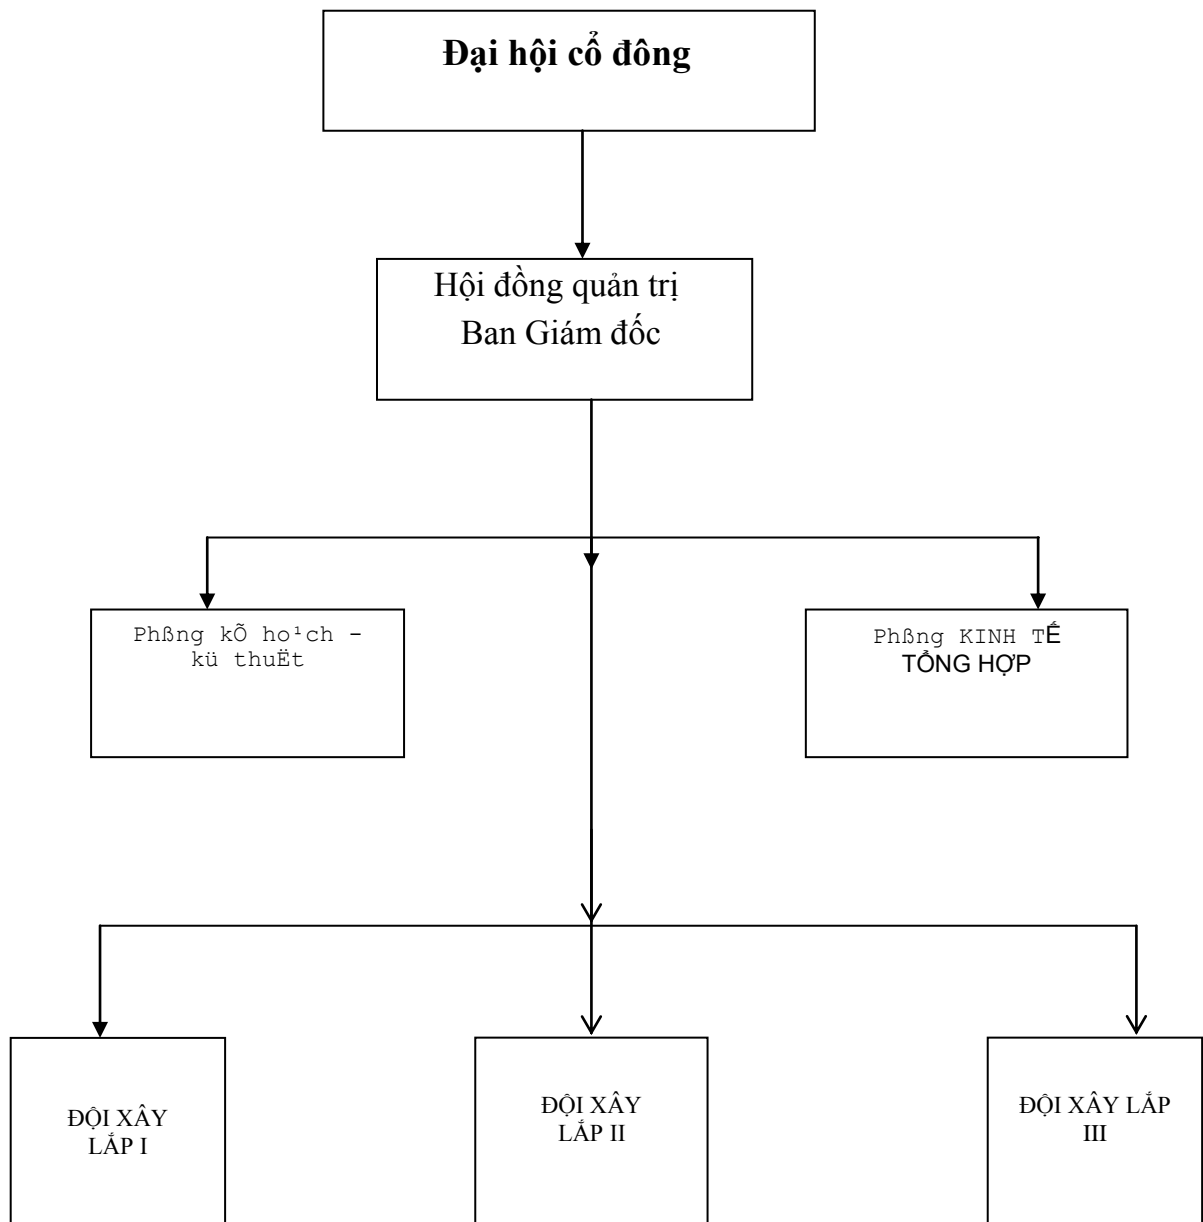 Đại hội cổ đông
Hội đồng quản trị
Ban Giám đốc
Phßng kÕ ho¹ch -
kü thuËt
Phßng KINH TẾ
TỔNG HỢP
ĐỘI XÂY
LẮP I
ĐỘI XÂY
LẮP II
ĐỘI XÂY LẮP
III